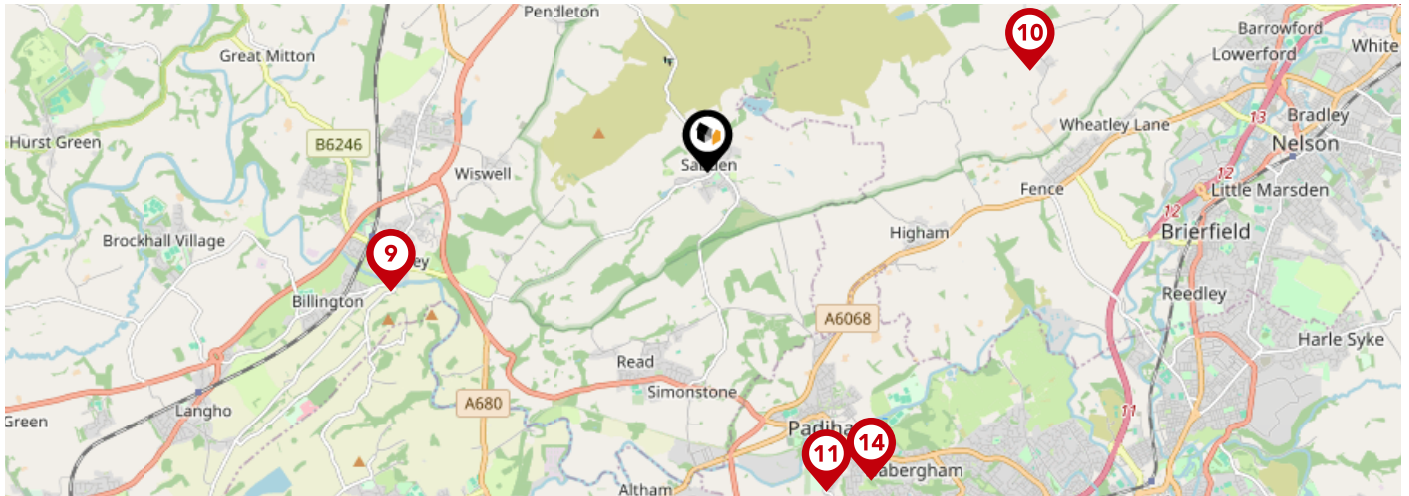 Pendleton
10
Barrowford
White
Great Mitton
Lowerford
13
Bradley
Hurst Green
B6246
Wheatley Lane
Nelson
Wiswell
12
Fence
Little Marsden
12
Brockhall Village
Higham
Brierfield
9
Billington
Reedley
A6068
Harle Syke
Read
Simonstone
A680
Langho
11
Green
11
14
Altham